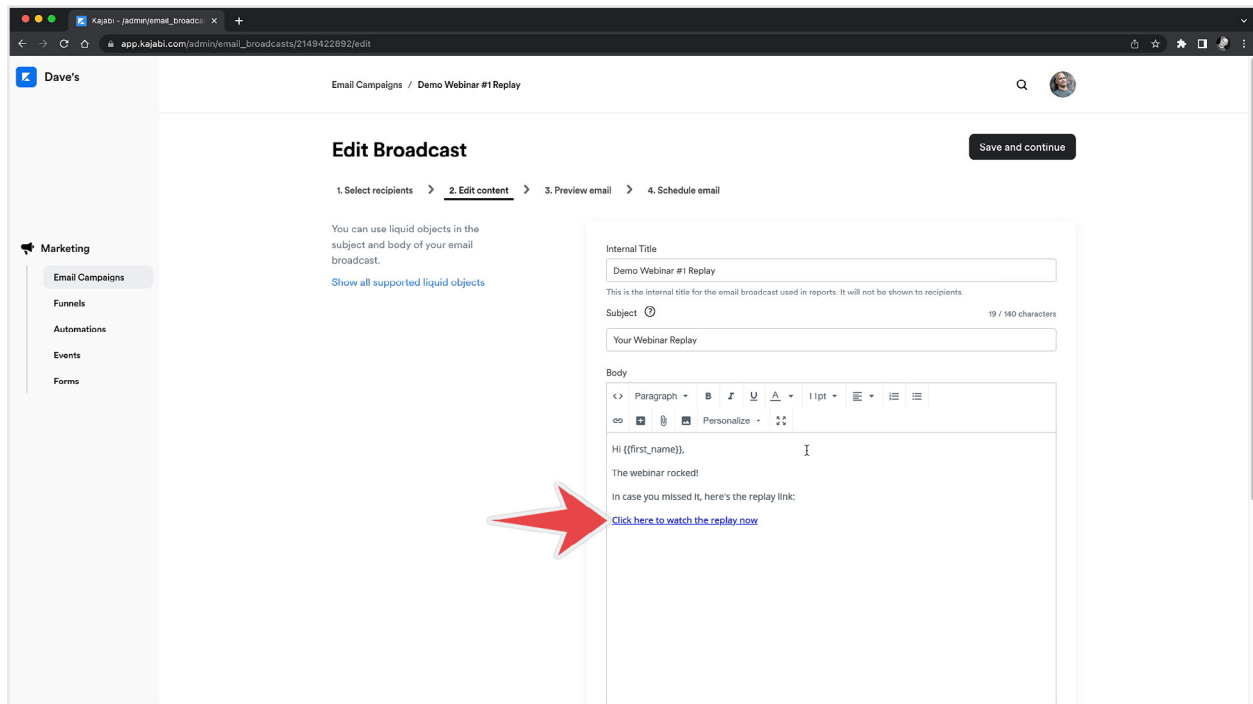 Kajabi - /admin/email_broadca
app.kajabi.com/admin/email_broadcasts/2149422892/edit
Dave's
Email Campaigns / Demo Webinar #1 Replay
Edit Broadcast
Save and continue
1. Select recipients > 2. Edit content > 3. Preview email > 4. Schedule email
You can use liquid objects in the
subject and body of your email
broadcast.
Show all supported liquid objects
Marketing
Email Campaigns
Funnels
Automations
Events
Forms
Internal Title
Demo Webinar #1 Replay
This is the internal title for the email broadcast used in reports. It will not be shown to recipients.
Subject
19 / 140 characters
Your Webinar Replay
Body
Paragraph B I U A 11pt
Personalize
Hi {{first_name}},
The webinar rocked!
In case you missed it, here's the replay link:
Click here to watch the replay now